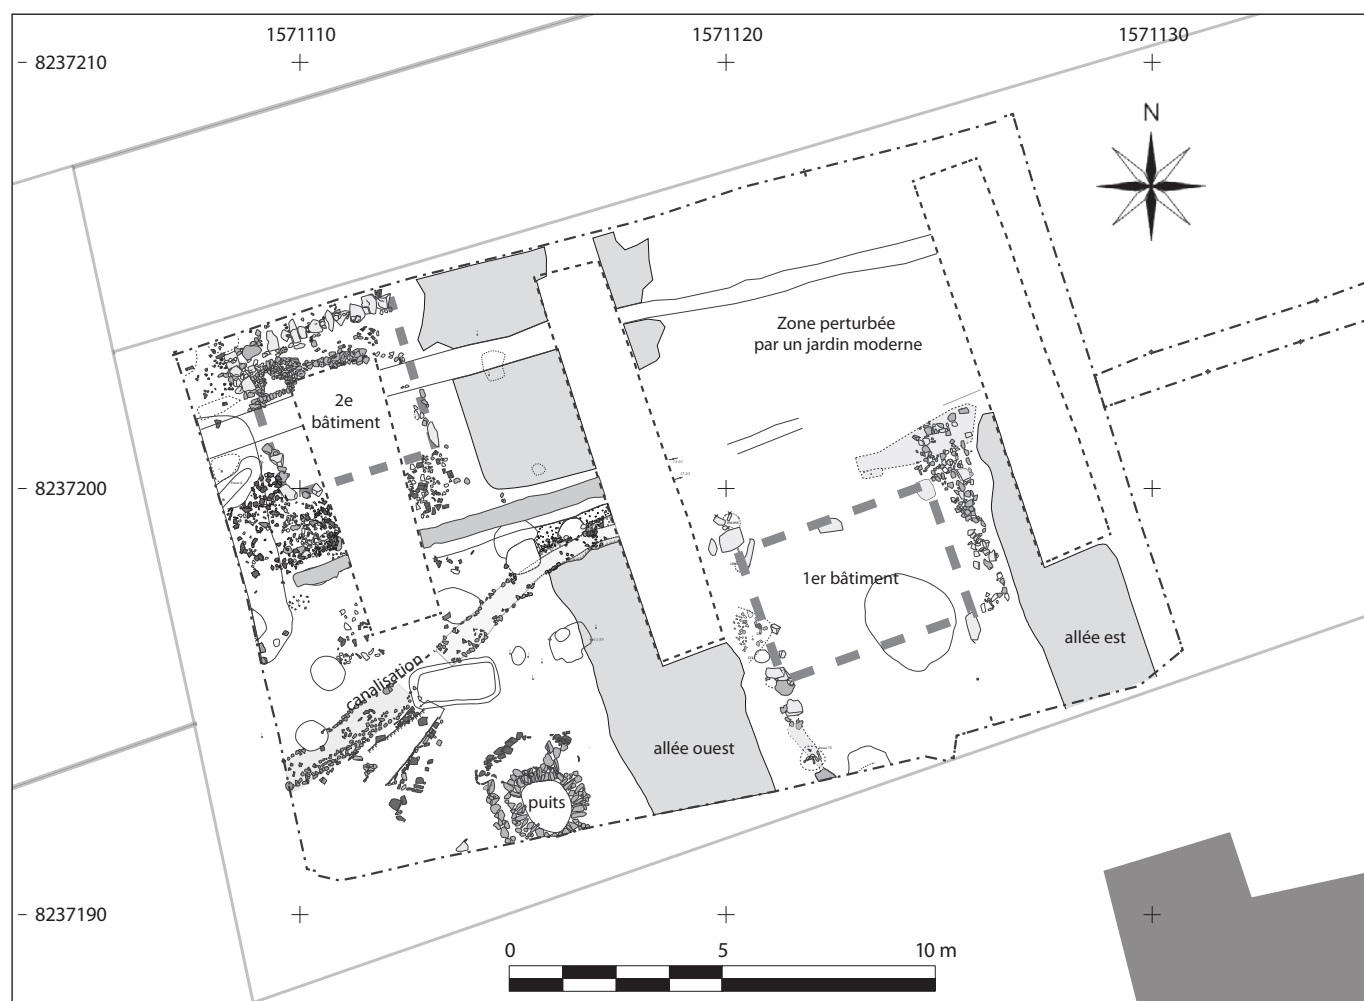 1571110
1571120
1571130
8237210
N
Zone perturbée
par un jardin moderne
2e
bâtiment
8237200
1er bâtiment
allée est
canalisation
allée ouest
puits
8237190
0
5
10 m